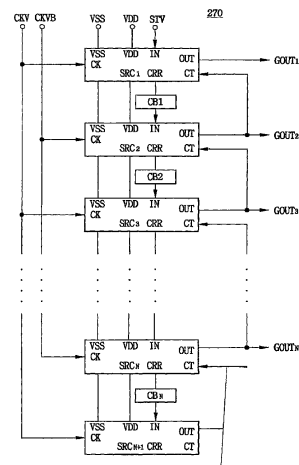 270
CKV CKVB VSS VDD STV
VSS VDD IN OUT
CK CT
SRC1 CRR
GOUT1
CB1
VSS VDD IN OUT
CK CT
SRC2 CRR
GOUT2
CB2
VSS VDD IN OUT
CK CT
SRC3 CRR
GOUT3
VSS VDD IN OUT
CK CT
SRCN CRR
GOUTN
CBN
VSS VDD IN OUT
CK CT
SRCN+1 CRR